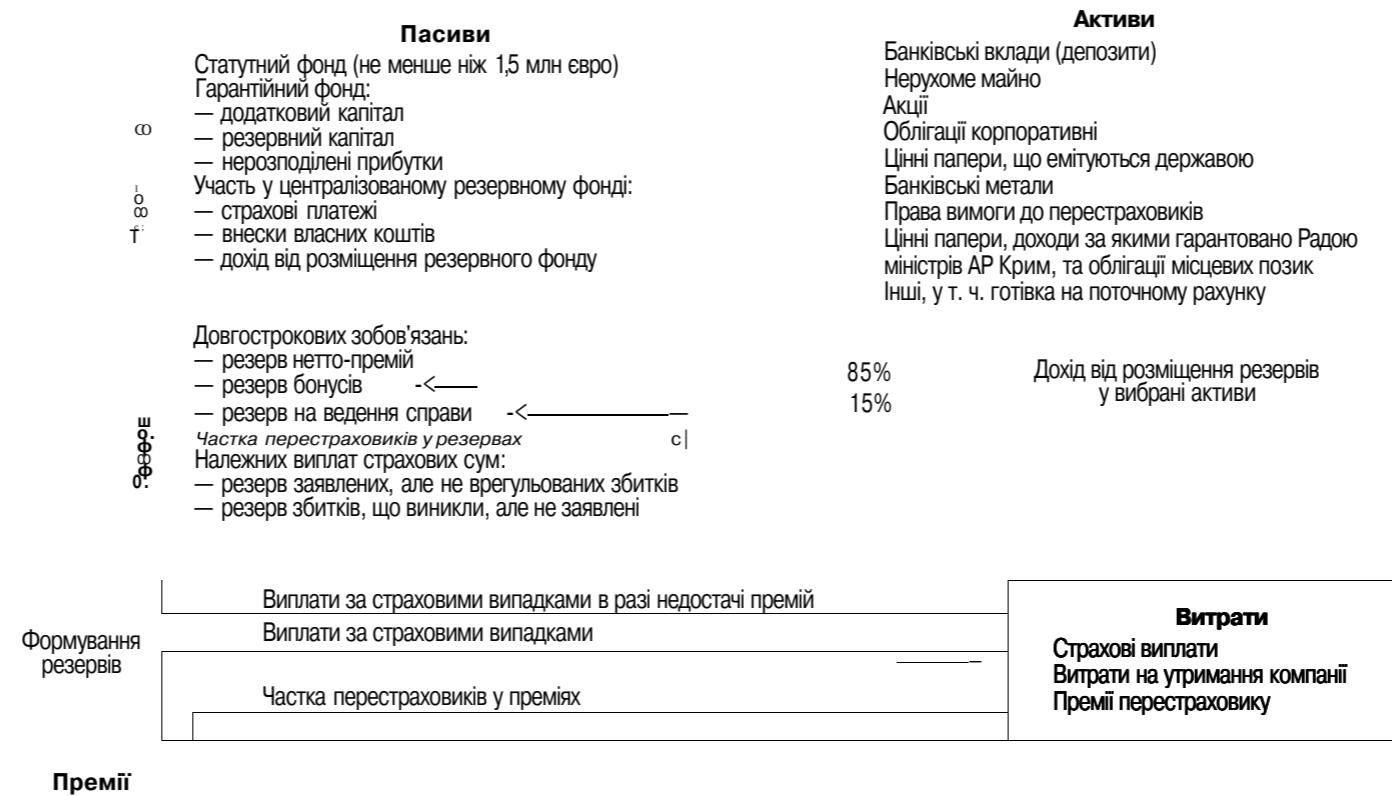 Пасиви
Статутний фонд (не менше ніж 1,5 млн євро)
Гарантійний фонд:
— додатковий капітал
— резервний капітал
— нерозподілені прибутки
Участь у централізованому резервному фонді:
— страхові платежі
— внески власних коштів
— дохід від розміщення резервного фонду
Активи
Банківські вклади (депозити)
Нерухоме майно
Акції
Облігації корпоративні
Цінні папери, що емітуються державою
Банківські метали
Права вимоги до перестраховиків
Цінні папери, доходи за якими гарантовано Радою
міністрів АР Крим, та облігації місцевих позик
Інші, у т. ч. готівка на поточному рахунку
Довгострокових зобов'язань:
— резерв нетто-премій
— резерв бонусів
— резерв на ведення справи
Частка перестраховиків у резервах
Належних виплат страхових сум:
— резерв заявлених, але не врегульованих збитків
— резерв збитків, що виникли, але не заявлені
85%
15%
Дохід від розміщення резервів
у вибрані активи
Формування
резервів
Виплати за страховими випадками в разі недостачі премій
Виплати за страховими випадками
Частка перестраховиків у преміях
Витрати
Страхові виплати
Витрати на утримання компанії
Премії перестраховику
Премії